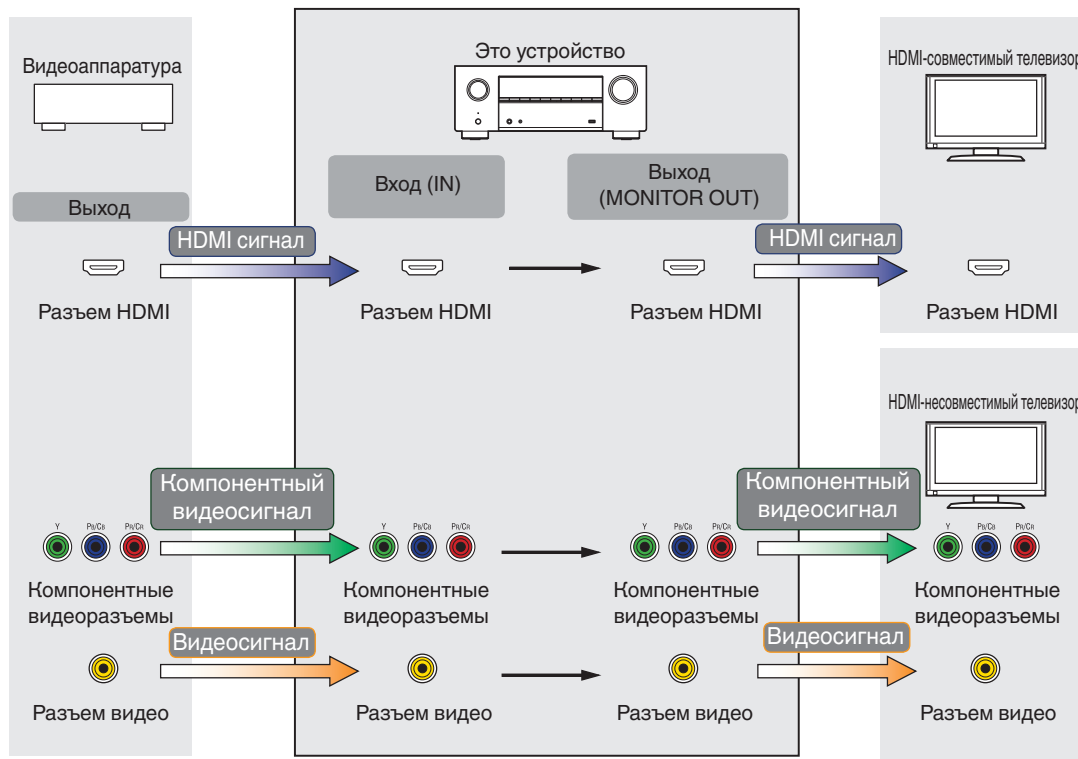 Видеоаппаратура
Это устройство
HDMI-совместимый телевизор
Выход
Вход (IN)
Выход
(MONITOR OUT)
HDMI сигнал
HDMI сигнал
Разъем HDMI
Разъем HDMI
Разъем HDMI
Разъем HDMI
HDMI-несовместимый телевизор
Компонентный
видеосигнал
Компонентный
видеосигнал
Y PB/CB PR/CR
Y PB/CB PR/CR
Y PB/CB PR/CR
Y PB/CB PR/CR
Компонентные
видеоразъемы
Компонентные
видеоразъемы
Компонентные
видеоразъемы
Компонентные
видеоразъемы
Видеосигнал
Видеосигнал
Разъем видео
Разъем видео
Разъем видео
Разъем видео